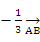 − 1/3 →AB